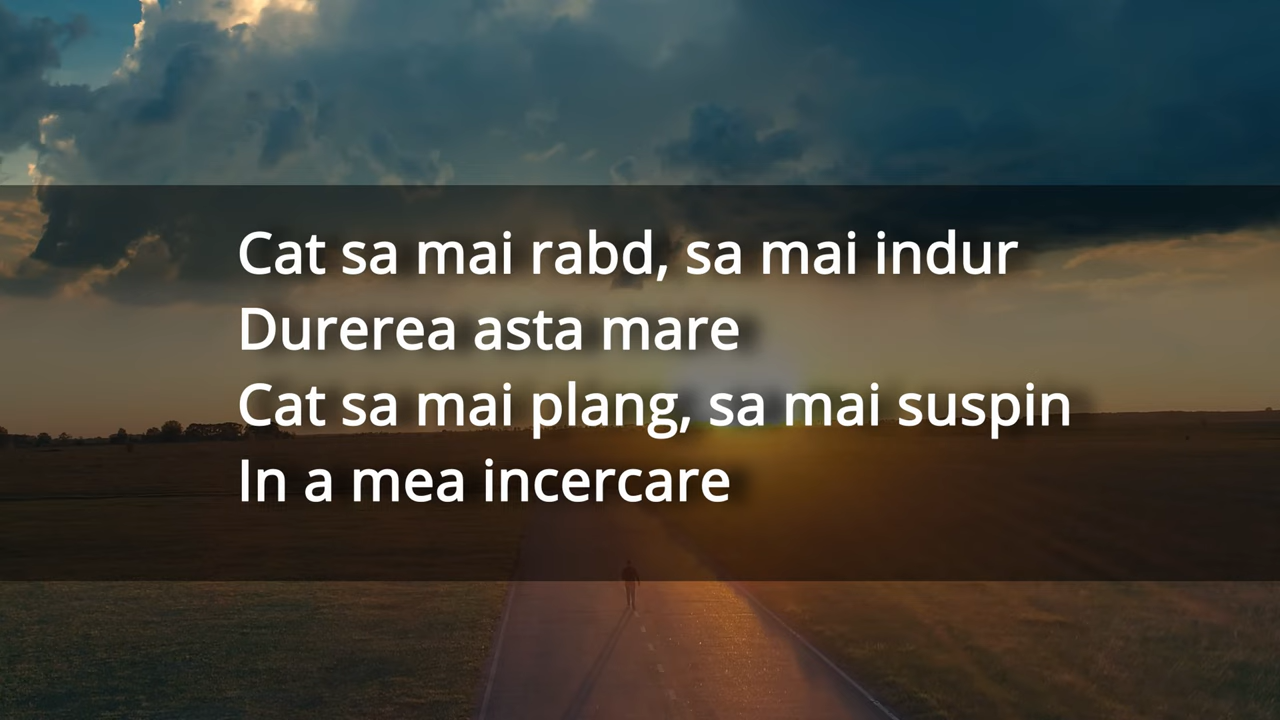 Cat sa mai rabd, sa mai indur
Durerea asta mare
Cat sa mai plang, sa mai suspin
In a mea incercare